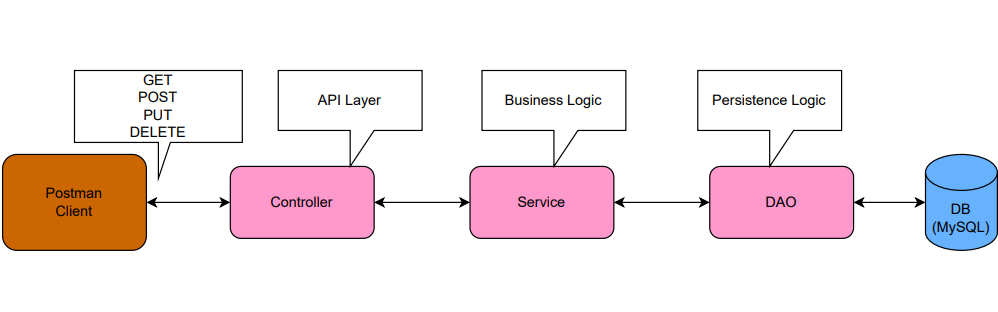 GET
POST
PUT
DELETE
API Layer
Business Logic
Persistence Logic
Postman
Client
Controller
Service
DAO
DB
(MySQL)